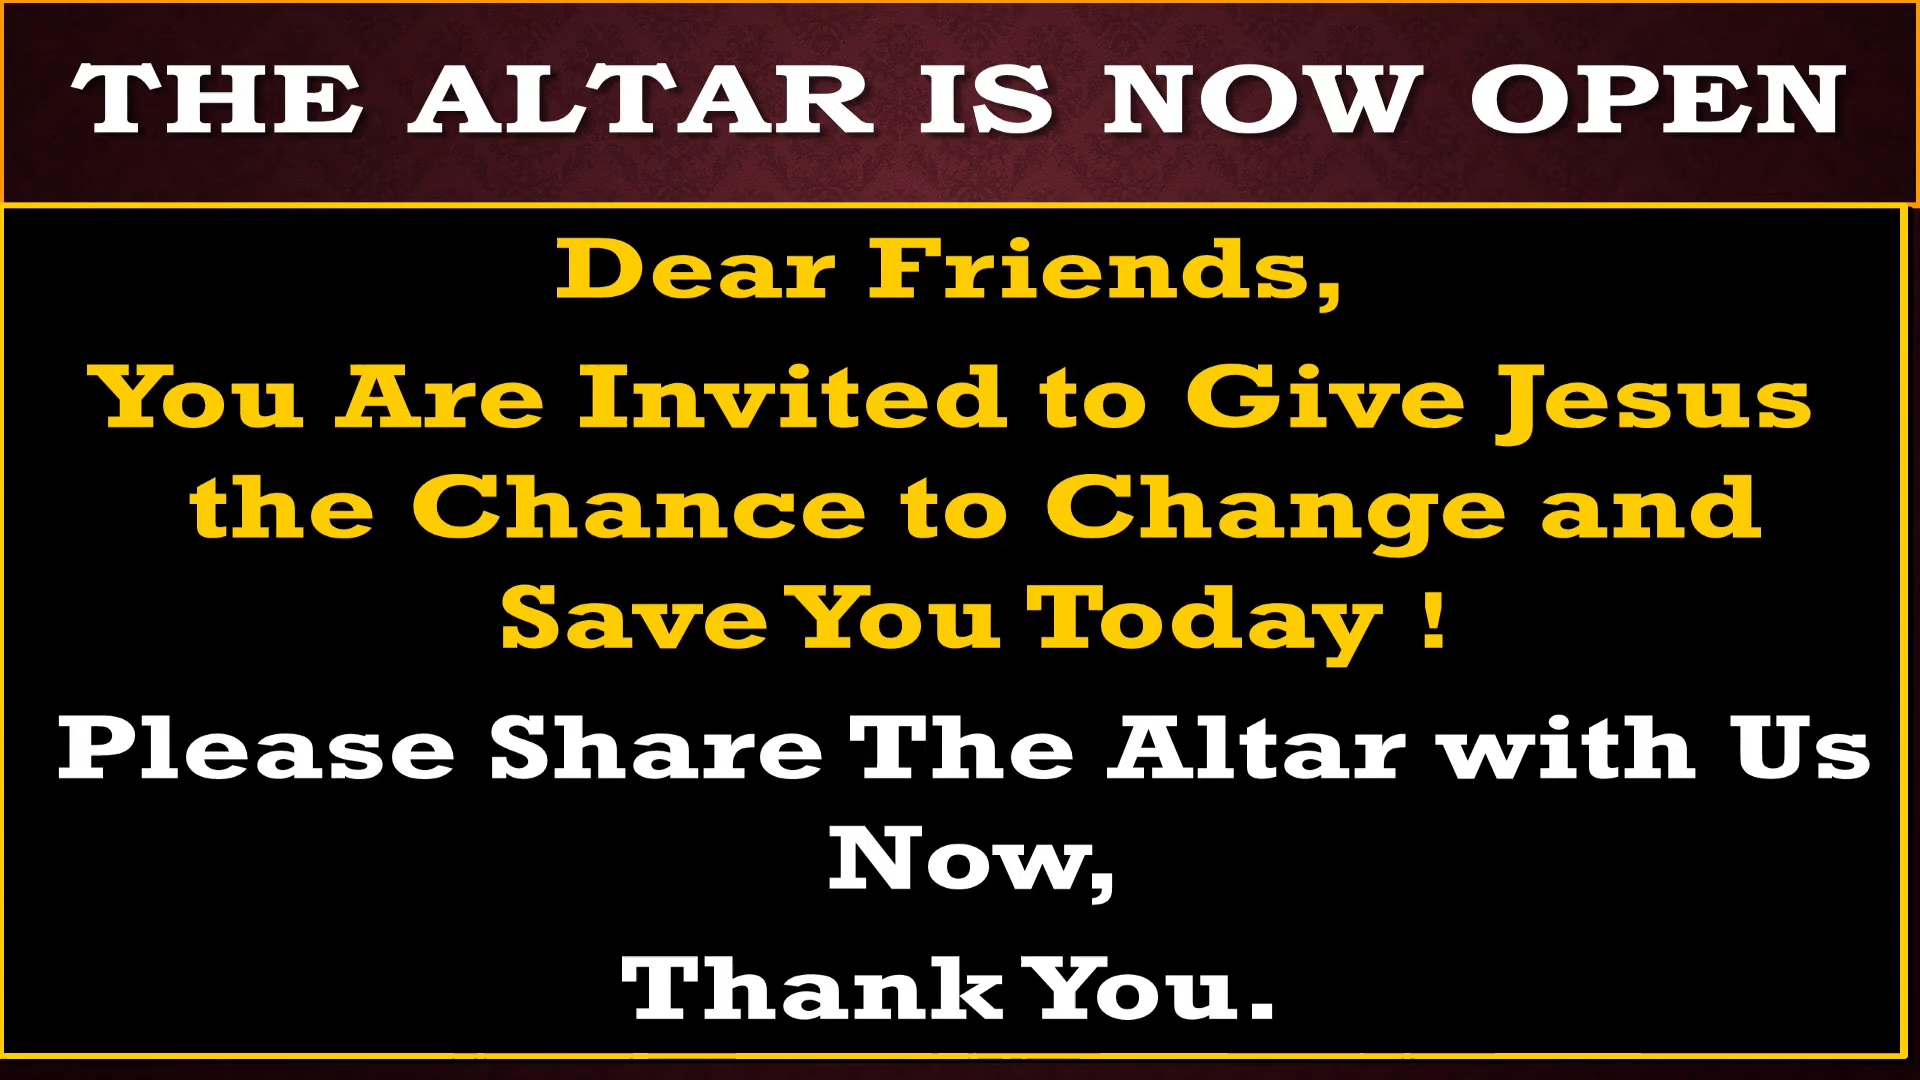 THE ALTAR IS NOW OPEN
Dear Friends,
You Are Invited to Give Jesus
the Chance to Change and
Save You Today !
Please Share The Altar with Us
Now,
Thank You.